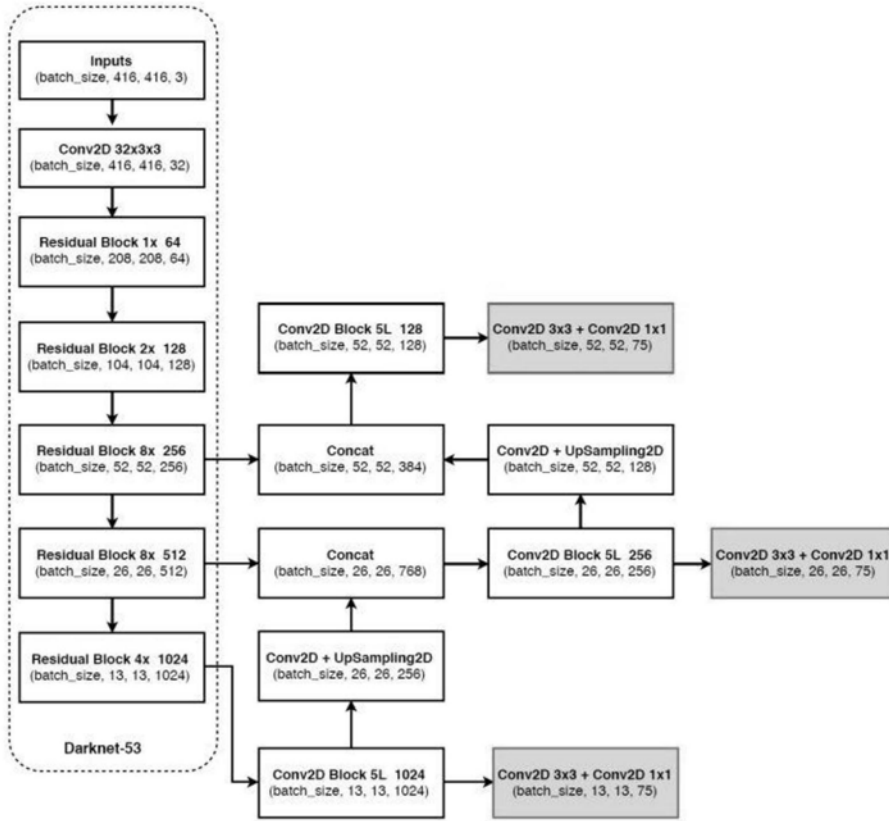 Inputs
(batch_size, 416, 416, 3)
Conv2D 32x3x3
(batch_size, 416, 416, 32)
Residual Block 1x 64
(batch_size, 208, 208, 64)
Residual Block 2x 128
(batch_size, 104, 104, 128)
Residual Block 8x 256
(batch_size, 52, 52, 256)
Residual Block 8x 512
(batch_size, 26, 26, 512)
Residual Block 4x 1024
(batch_size, 13, 13, 1024)
Darknet-53
Conv2D Block 5L 128
(batch_size, 52, 52, 128)
Conv2D 3x3 + Conv2D 1x1
(batch_size, 52, 52, 75)
Concat
(batch_size, 52, 52, 384)
Conv2D + UpSampling2D
(batch_size, 52, 52, 128)
Concat
(batch_size, 26, 26, 768)
Conv2D Block 5L 256
(batch_size, 26, 26, 256)
Conv2D 3x3 + Conv2D 1x1
(batch_size, 26, 26, 75)
Conv2D + UpSampling2D
(batch_size, 26, 26, 256)
Conv2D Block 5L 1024
(batch_size, 13, 13, 1024)
Conv2D 3x3 + Conv2D 1x1
(batch_size, 13, 13, 75)